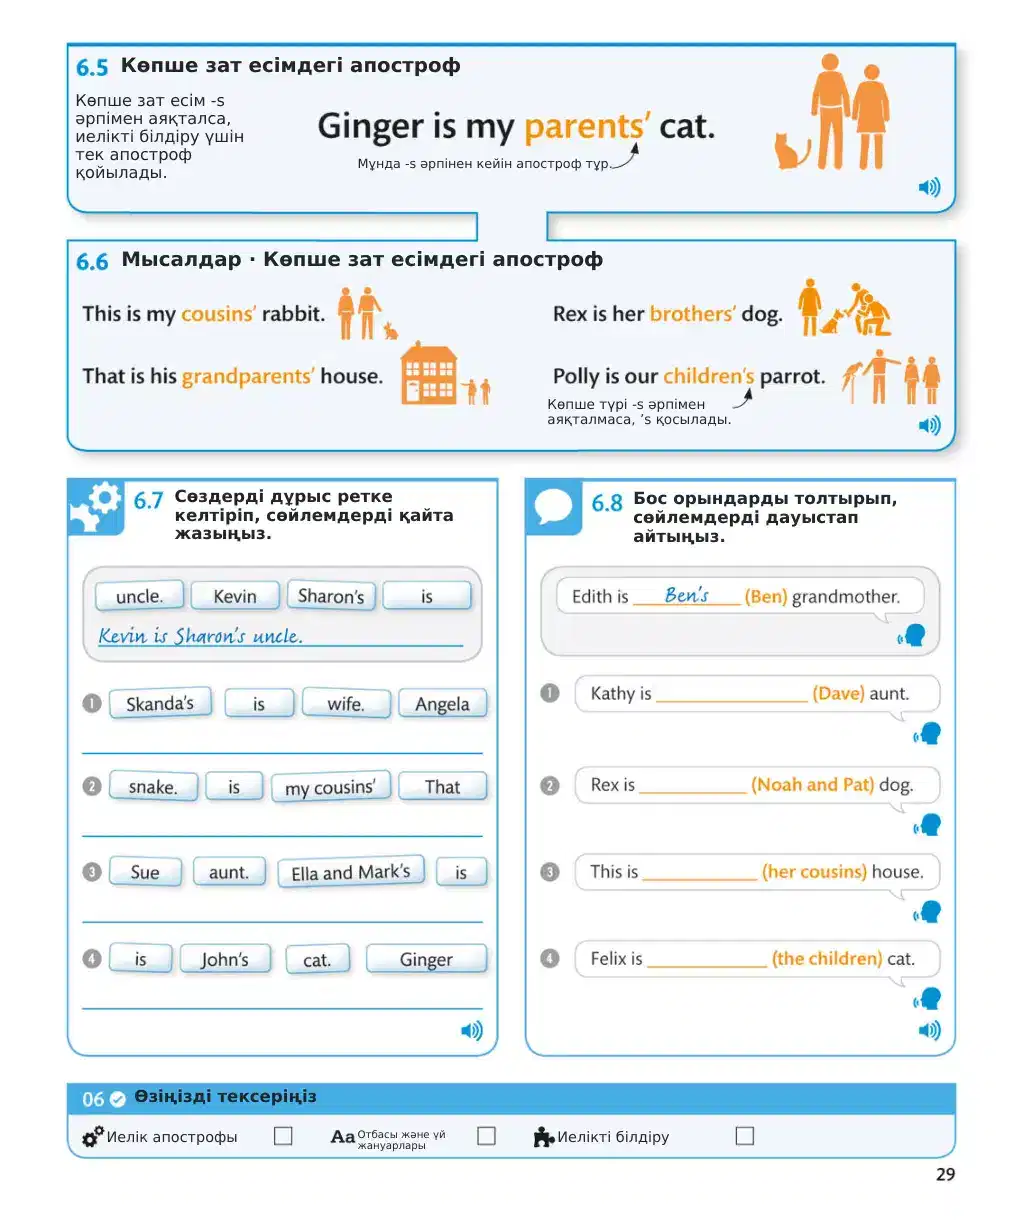 6.5 Көпше зат есімдегі апостроф
Көпше зат есім -s
әрпімен аяқталса,
иелікті білдіру үшін
тек апостроф
қойылады.
Ginger is my parents’ cat.
Мұнда -s әрпінен кейін апостроф тұр.
6.6 Мысалдар · Көпше зат есімдегі апостроф
This is my cousins’ rabbit.
Rex is her brothers’ dog.
That is his grandparents’ house.
Polly is our children’s parrot.
Көпше түрі -s әрпімен
аяқталмаса, ’s қосылады.
6.7 Сөздерді дұрыс ретке
келтіріп, сөйлемдерді қайта
жазыңыз.
uncle. Kevin Sharon’s is
Kevin is Sharon’s uncle.
1 Skanda’s is wife. Angela
2 snake. is my cousins’ That
3 Sue aunt. Ella and Mark’s is
4 is John’s cat. Ginger
6.8 Бос орындарды толтырып,
сөйлемдерді дауыстап
айтыңыз.
Edith is Ben’s (Ben) grandmother.
1 Kathy is ____ (Dave) aunt.
2 Rex is ____ (Noah and Pat) dog.
3 This is ____ (her cousins) house.
4 Felix is ____ (the children) cat.
06 Өзіңізді тексеріңіз
Иелік апострофы
Aa Отбасы және үй
жануарлары
Иелікті білдіру
29